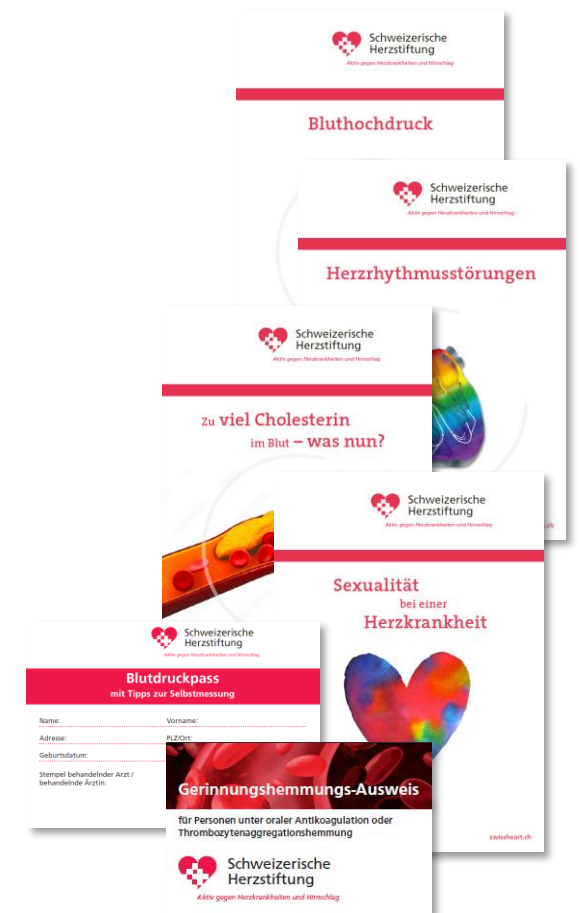 Schweizerische
Herzstiftung
Aktiv gegen Herzkrankheiten und Hirnschlag
Bluthochdruck
Schweizerische
Herzstiftung
Aktiv gegen Herzkrankheiten und Hirnschlag
Herzrhythmusstörungen
Schweizerische
Herzstiftung
Aktiv gegen Herzkrankheiten und Hirnschlag
Zu viel Cholesterin
im Blut – was nun?
Schweizerische
Herzstiftung
Aktiv gegen Herzkrankheiten und Hirnschlag
Sexualität
bei einer
Herzkrankheit
swissheart.ch
Schweizerische
Herzstiftung
Aktiv gegen Herzkrankheiten und Hirnschlag
Blutdruckpass
mit Tipps zur Selbstmessung
Name: Vorname:
Adresse: PLZ/Ort:
Geburtsdatum:
Stempel behandelnder Arzt /
behandelnde Ärztin:
Gerinnungshemmungs-Ausweis
für Personen unter oraler Antikoagulation oder
Thrombozytenaggregationshemmung
Schweizerische
Herzstiftung
Aktiv gegen Herzkrankheiten und Hirnschlag